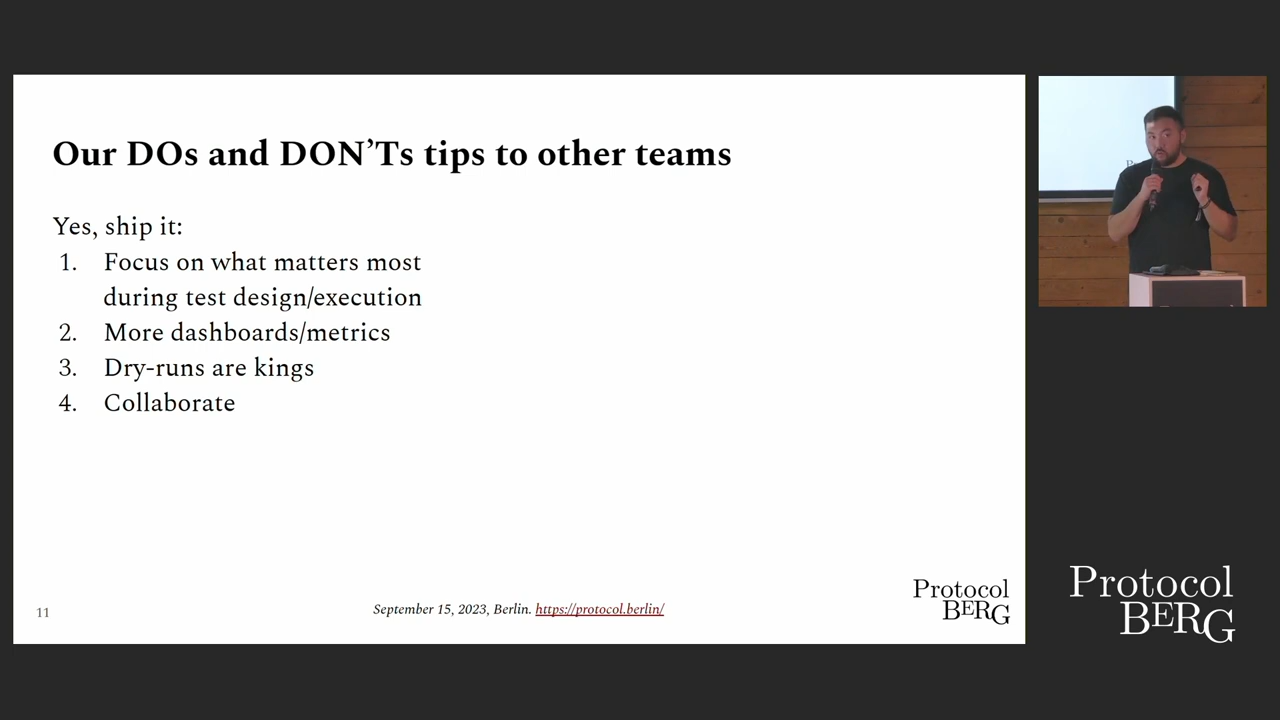 Our DOs and DON’Ts tips to other teams
Yes, ship it:
1. Focus on what matters most
during test design/execution
2. More dashboards/metrics
3. Dry-runs are kings
4. Collaborate
11
September 15, 2023, Berlin. https://protocol.berlin/
Protocol
BERG
Protocol
BERG